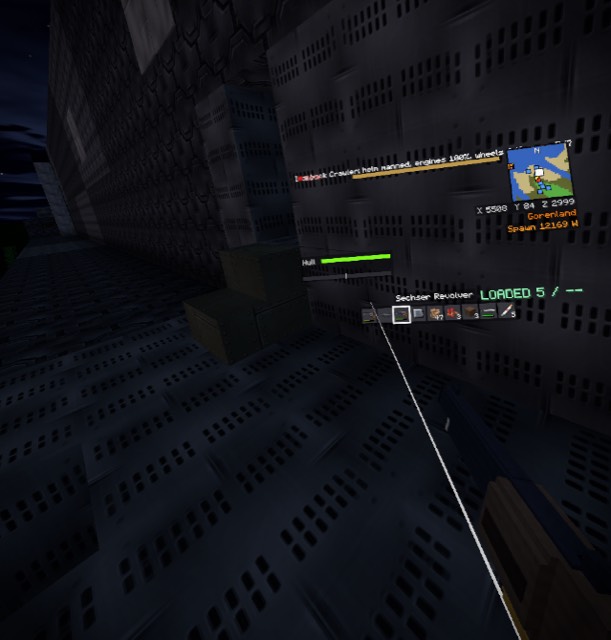 Crawler: helm manned, engines 100%, wheels
N
X 5508 Y 84 Z 2999
Gorenland
Spawn 12169 W
Hull
Sechser Revolver LOADED 5 / --